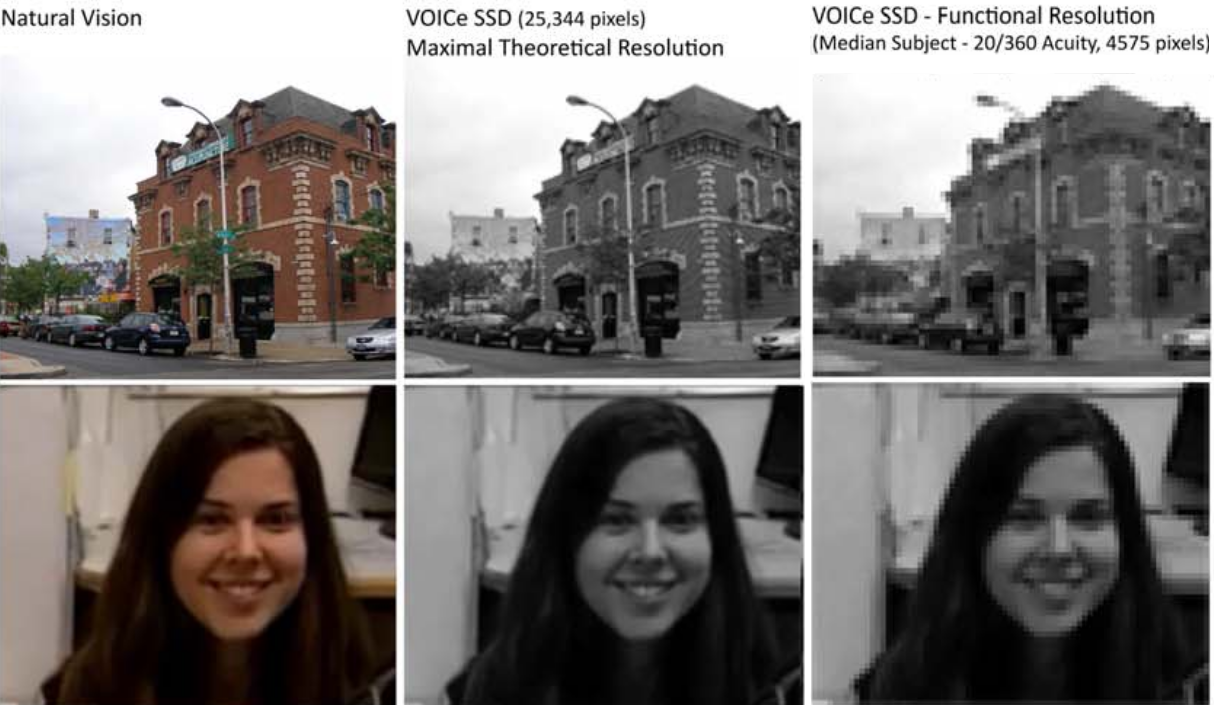 Natural Vision
VOICe SSD (25,344 pixels)
Maximal Theoretical Resolution
VOICe SSD - Functional Resolution
(Median Subject - 20/360 Acuity, 4575 pixels)